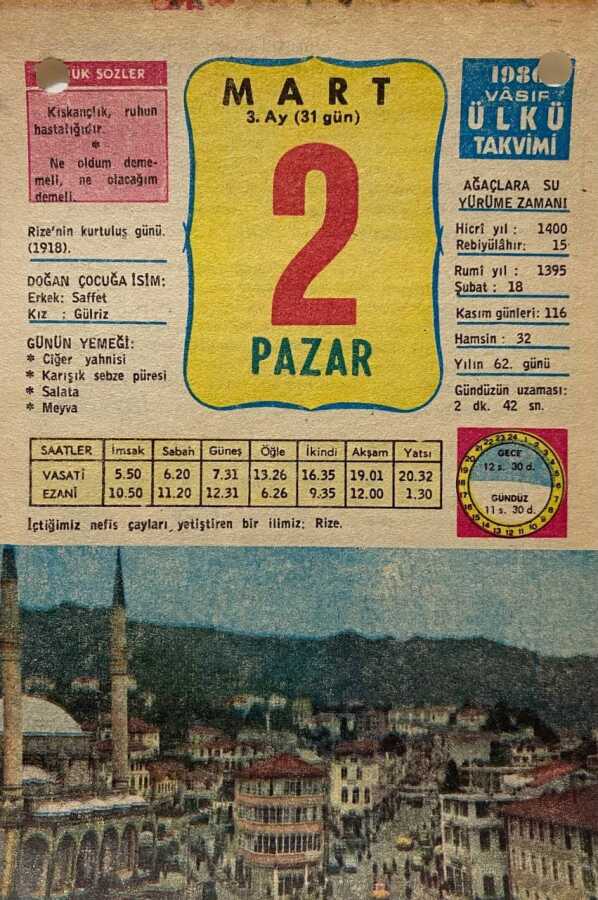 ÜK SÖZLER
Kıskançlık, ruhun
hastalığıdır.
*
Ne oldum deme-
meli, ne olacağım
demeli.
MART
3. Ay (31 gün)
2
PAZAR
1980
VÂSIF
ÜLKÜ
TAKVİMİ
Rize'nin kurtuluş günü.
(1918).
DOĞAN ÇOCUĞA İSİM:
Erkek: Saffet
Kız : Gülriz
GÜNÜN YEMEĞİ:
* Ciğer yahnisi
* Karışık sebze püresi
* Salata
* Meyva
AĞAÇLARA SU
YÜRÜME ZAMANI
Hicrî yıl : 1400
Rebiyülâhır: 15
Rumî yıl : 1395
Şubat : 18
Kasım günleri: 116
Hamsin : 32
Yılın 62. günü
Gündüzün uzaması:
2 dk. 42 sn.
SAATLER İmsak Sabah Güneş Öğle İkindi Akşam Yatsı
VASATİ 5.50 6.20 7.31 13.26 16.35 19.01 20.32
EZANİ 10.50 11.20 12.31 6.26 9.35 12.00 1.30
GECE
12 s. 30 d.
GÜNDÜZ
11 s. 30 d.
İçtiğimiz nefis çayları yetiştiren bir ilimiz: Rize.